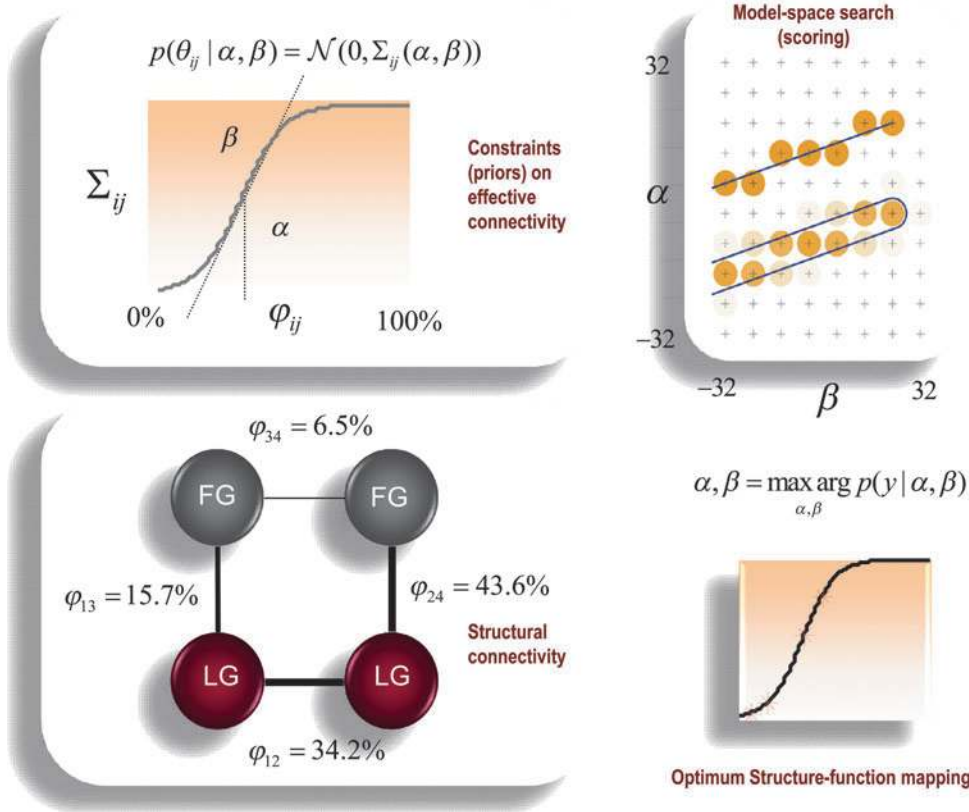 p(θij | α, β) = N(0, Σij(α, β))
β
Σij
α
0%
φij
100%
Constraints
(priors) on
effective
connectivity
Model-space search
(scoring)
32
α
−32
−32
β
32
φ34 = 6.5%
FG
FG
φ13 = 15.7%
φ24 = 43.6%
LG
LG
φ12 = 34.2%
Structural
connectivity
α, β = max arg p(y | α, β)
α,β
Optimum Structure-function mapping